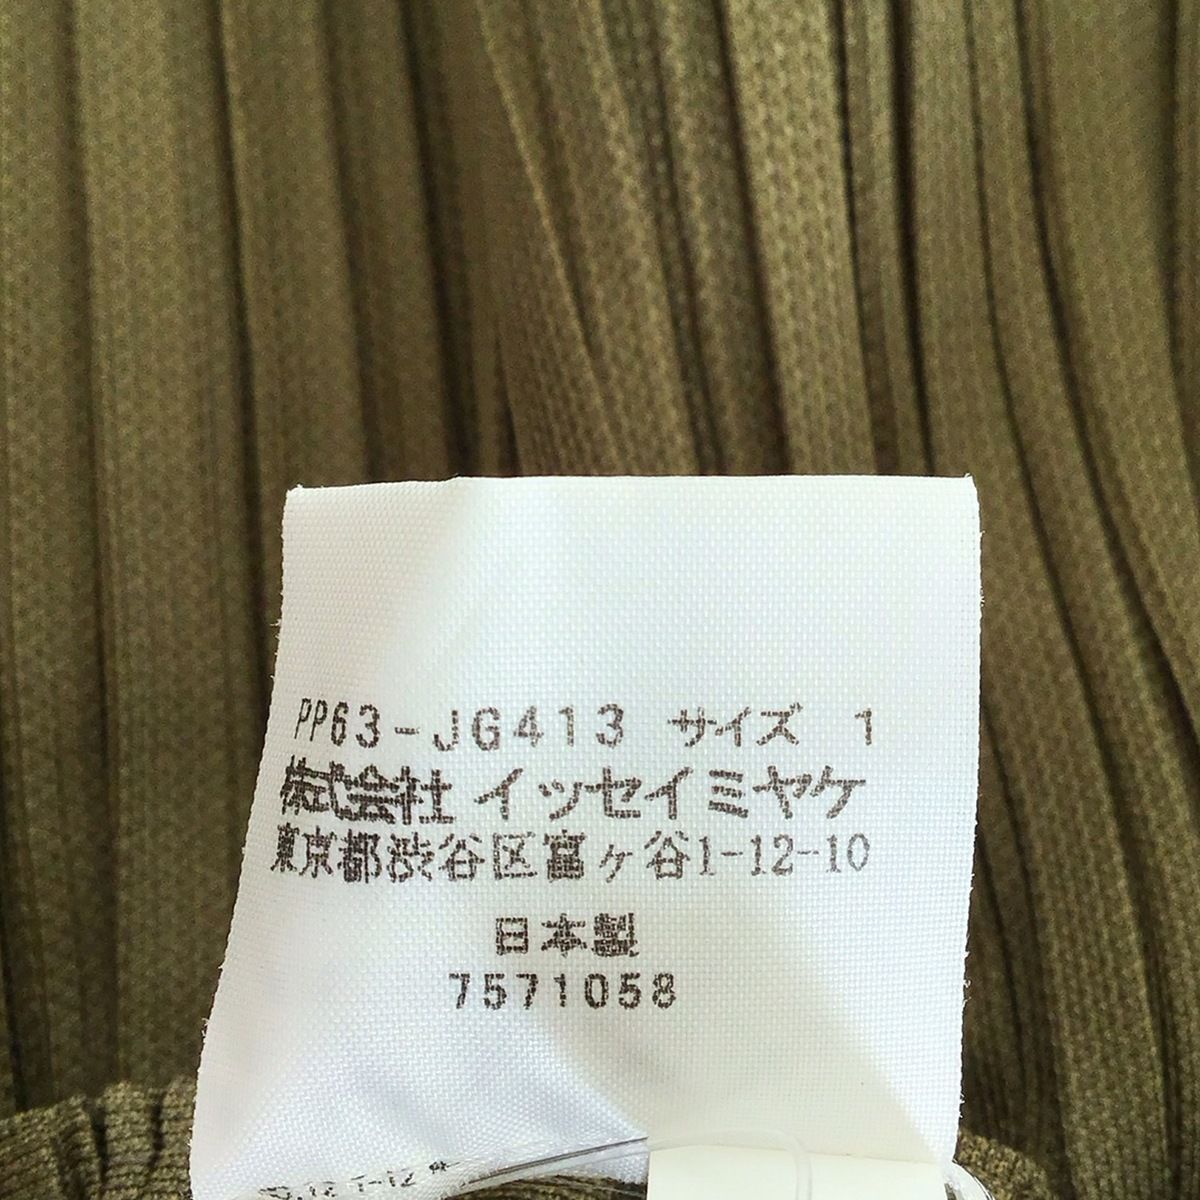 PP63-JG413 サイズ 1
株式会社 イッセイミヤケ
東京都渋谷区富ヶ谷1-12-10
日本製
7571058